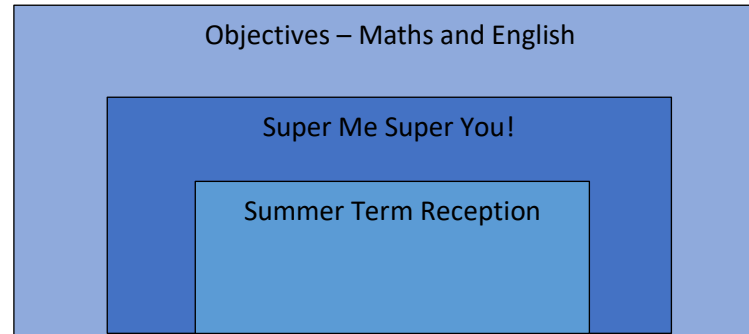 Objectives – Maths and English
Super Me Super You!
Summer Term Reception